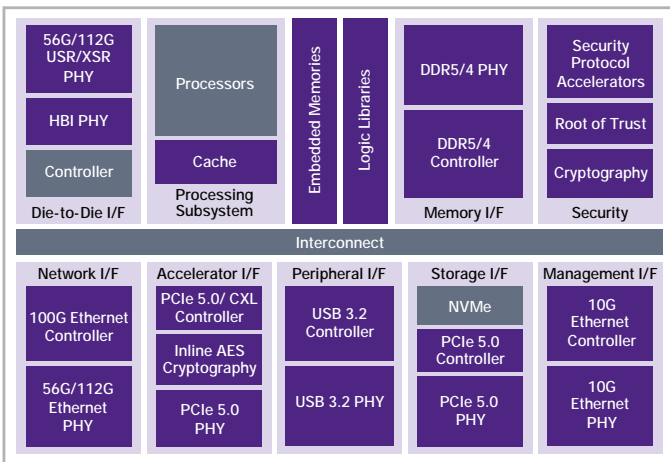 56G/112G
USR/XSR
PHY
HBI PHY
Controller
Die-to-Die I/F
Processors
Cache
Processing
Subsystem
Embedded Memories
Logic Libraries
DDR5/4 PHY
DDR5/4
Controller
Memory I/F
Security
Protocol
Accelerators
Root of Trust
Cryptography
Security
Interconnect
Network I/F
100G Ethernet
Controller
56G/112G
Ethernet
PHY
Accelerator I/F
PCIe 5.0/ CXL
Controller
Inline AES
Cryptography
PCIe 5.0
PHY
Peripheral I/F
USB 3.2
Controller
USB 3.2 PHY
Storage I/F
NVMe
PCIe 5.0
Controller
PCIe 5.0
PHY
Management I/F
10G
Ethernet
Controller
10G
Ethernet
PHY